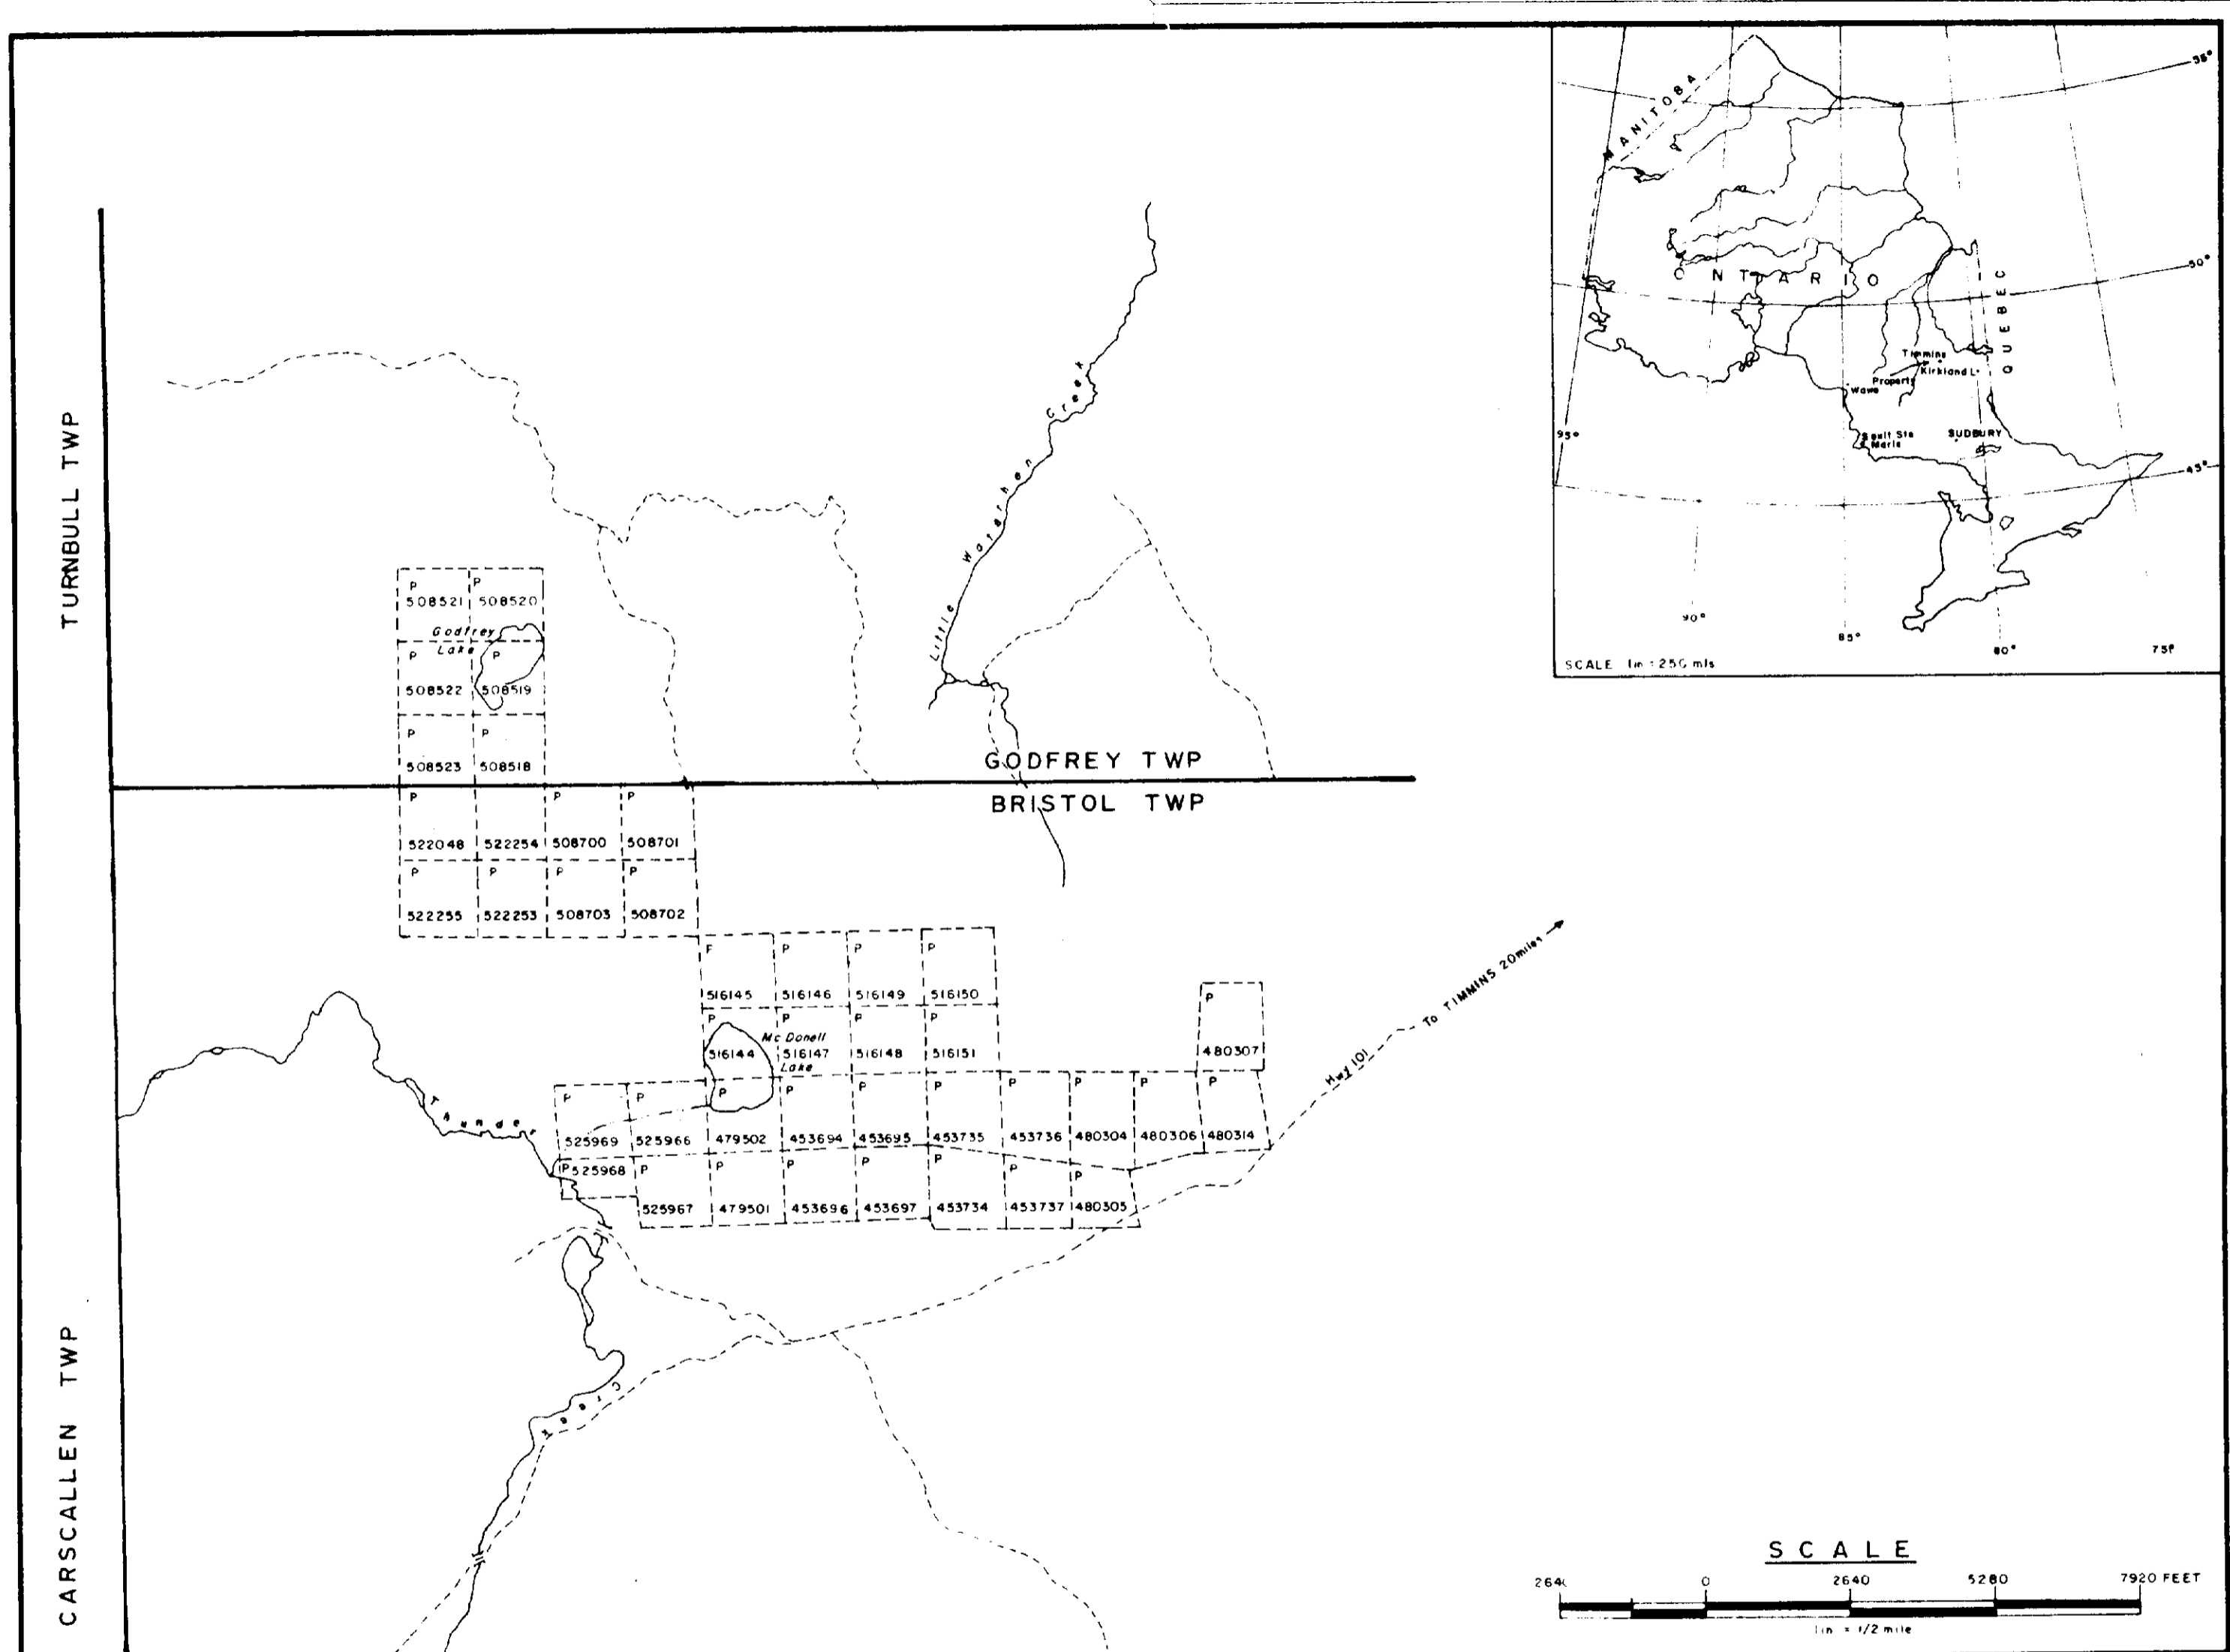 MANITOBA
55°
50°
ONTARIO
QUEBEC
Timmins
Kirkland L.
Property
Wawa
95°
Sault Ste
Marie
SUDBURY
45°
90°
85°
80°
75°
SCALE 1in = 250 mls
TURNBULL TWP
Little Waterhen Creek
P
P
508521
508520
Godfrey
Lake
P
P
508522
508519
P
P
508523
508518
GODFREY TWP
BRISTOL TWP
P
P
P
522048
522254
508700
508701
P
P
P
P
522255
522253
508703
508702
P
P
P
516145
516146
516149
516150
P
P
P
P
Mc Donell
516144
516147
516148
516151
Lake
P
480307
Hwy 101
To TIMMINS 20 miles
P
P
P
P
P
P
P
P
P
525969
525966
479502
453694
453695
453735
453736
480304
480306
480314
Thunder
P 525968
P
P
P
P
P
P
P
525967
479501
453696
453697
453734
453737
480305
Creek
CARSCALLEN TWP
SCALE
0
2640
5280
7920 FEET
1in = 1/2 mile